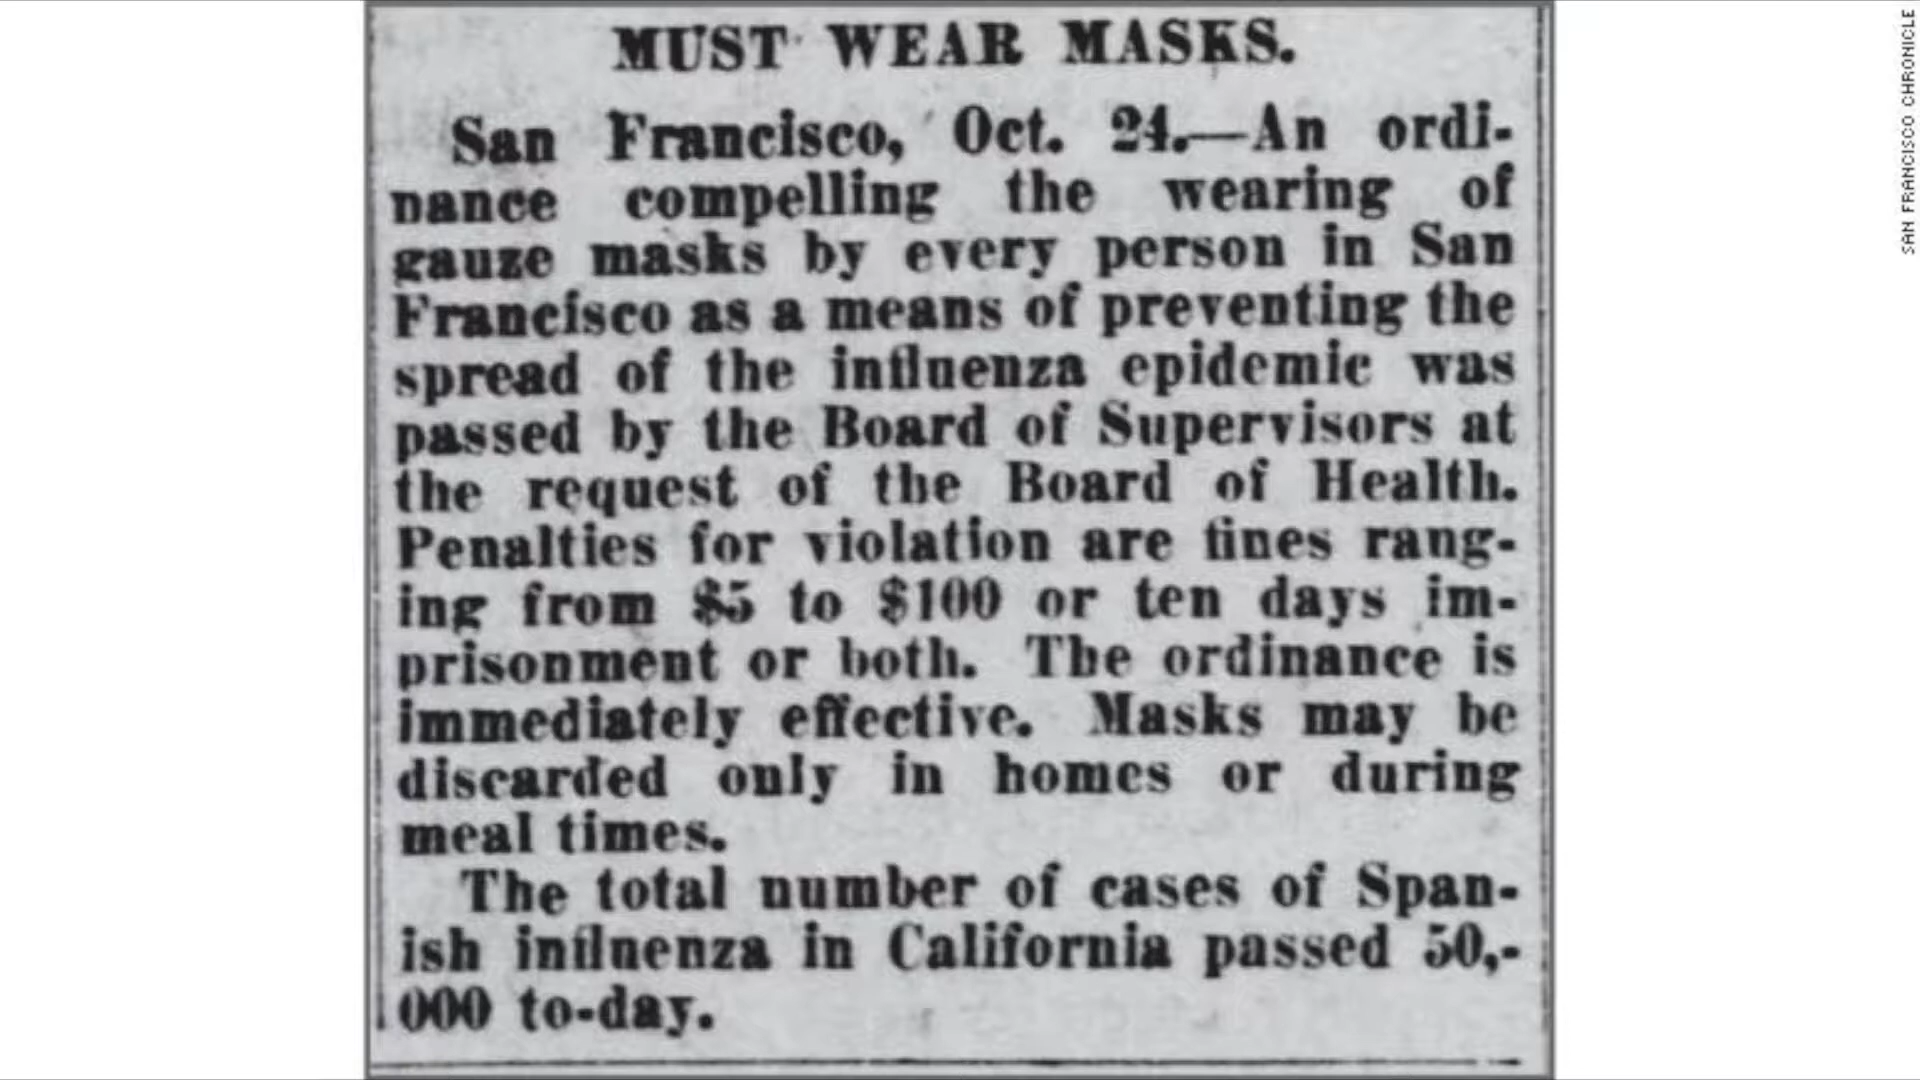 MUST WEAR MASKS.
San Francisco, Oct. 24.—An ordi-
nance compelling the wearing of
gauze masks by every person in San
Francisco as a means of preventing the
spread of the influenza epidemic was
passed by the Board of Supervisors at
the request of the Board of Health.
Penalties for violation are fines rang-
ing from $5 to $100 or ten days im-
prisonment or both. The ordinance is
immediately effective. Masks may be
discarded only in homes or during
meal times.
The total number of cases of Span-
ish influenza in California passed 50,-
000 to-day.
SAN FRANCISCO CHRONICLE